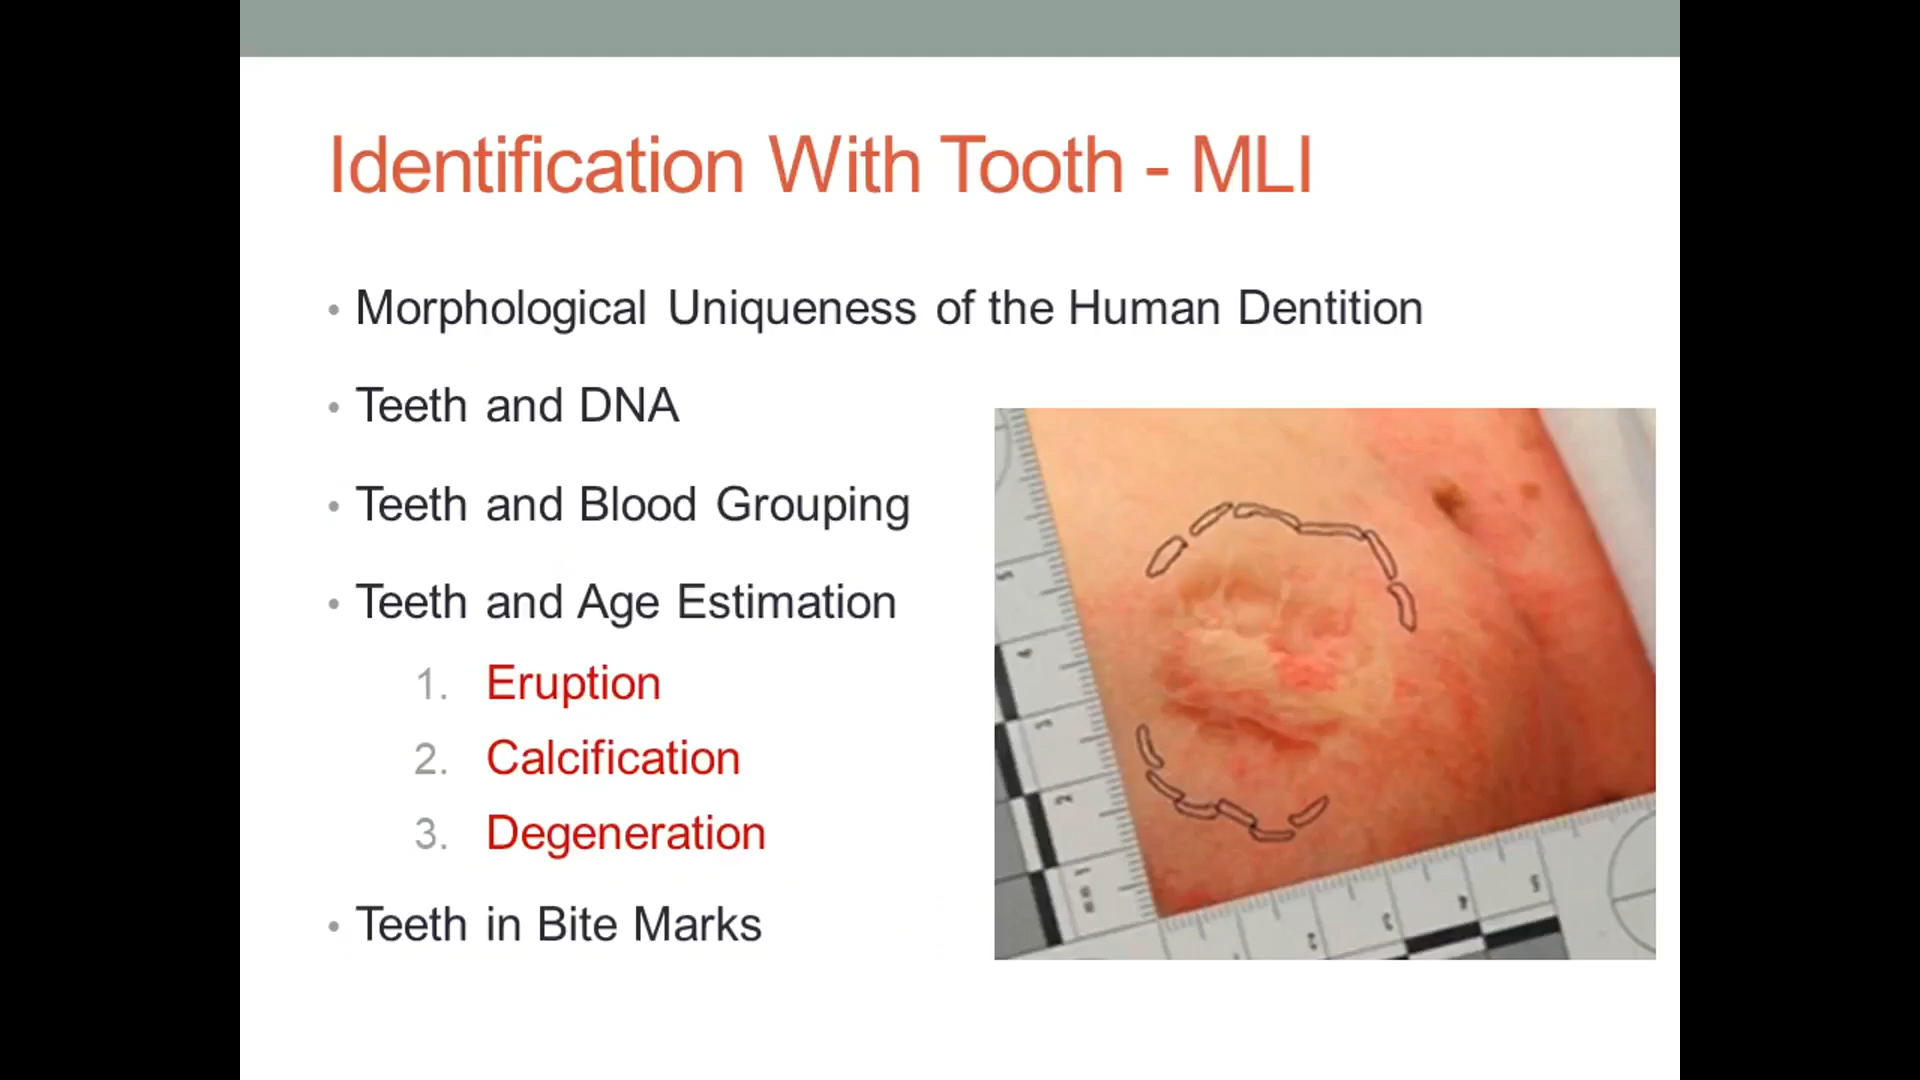 Identification With Tooth - MLI
• Morphological Uniqueness of the Human Dentition
• Teeth and DNA
• Teeth and Blood Grouping
• Teeth and Age Estimation
1. Eruption
2. Calcification
3. Degeneration
• Teeth in Bite Marks